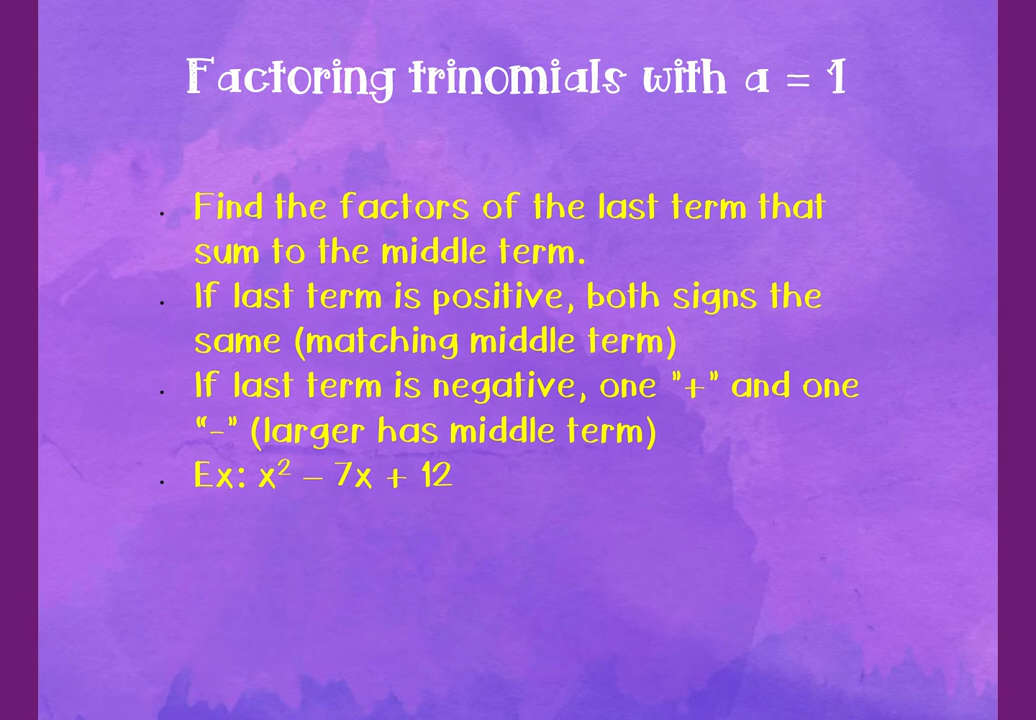 Factoring trinomials with a = 1
• Find the factors of the last term that
sum to the middle term.
• If last term is positive, both signs the
same (matching middle term)
• If last term is negative, one "+" and one
“-” (larger has middle term)
• Ex: x² – 7x + 12